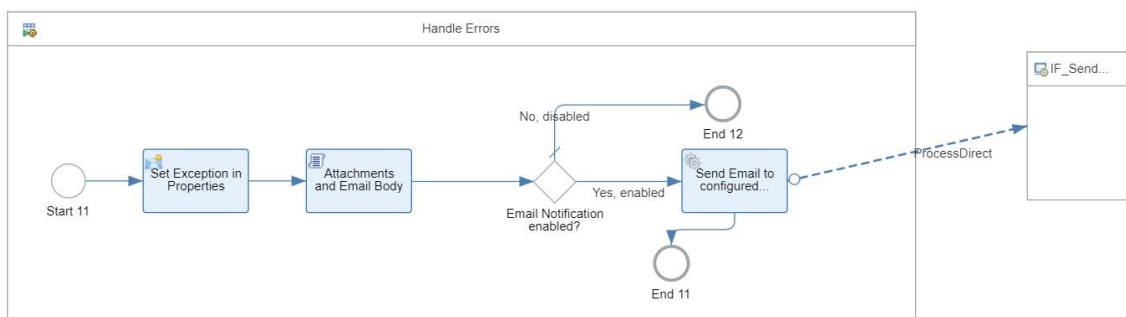 Handle Errors
IF_Send...
No, disabled
End 12
ProcessDirect
Set Exception in
Properties
Attachments
and Email Body
Send Email to
configured...
Yes, enabled
Start 11
Email Notification
enabled?
End 11